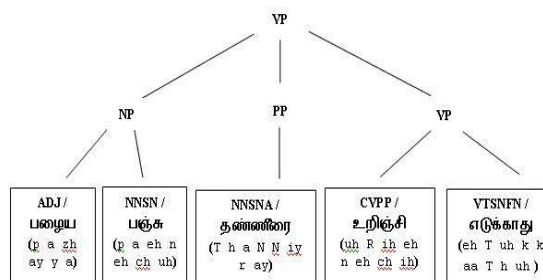 VP
NP PP VP
ADJ / NNSN / NNSNA / CVPP / VTSNFN /
பழைய பஞ்சு தண்ணீரை உறிஞ்சி எடுக்காது
(p a zh (p a eh n (T h a N N iy (uh R ih eh (eh T uh k k
ay y a) eh ch uh) r ay) n eh ch ih) aa T h uh)